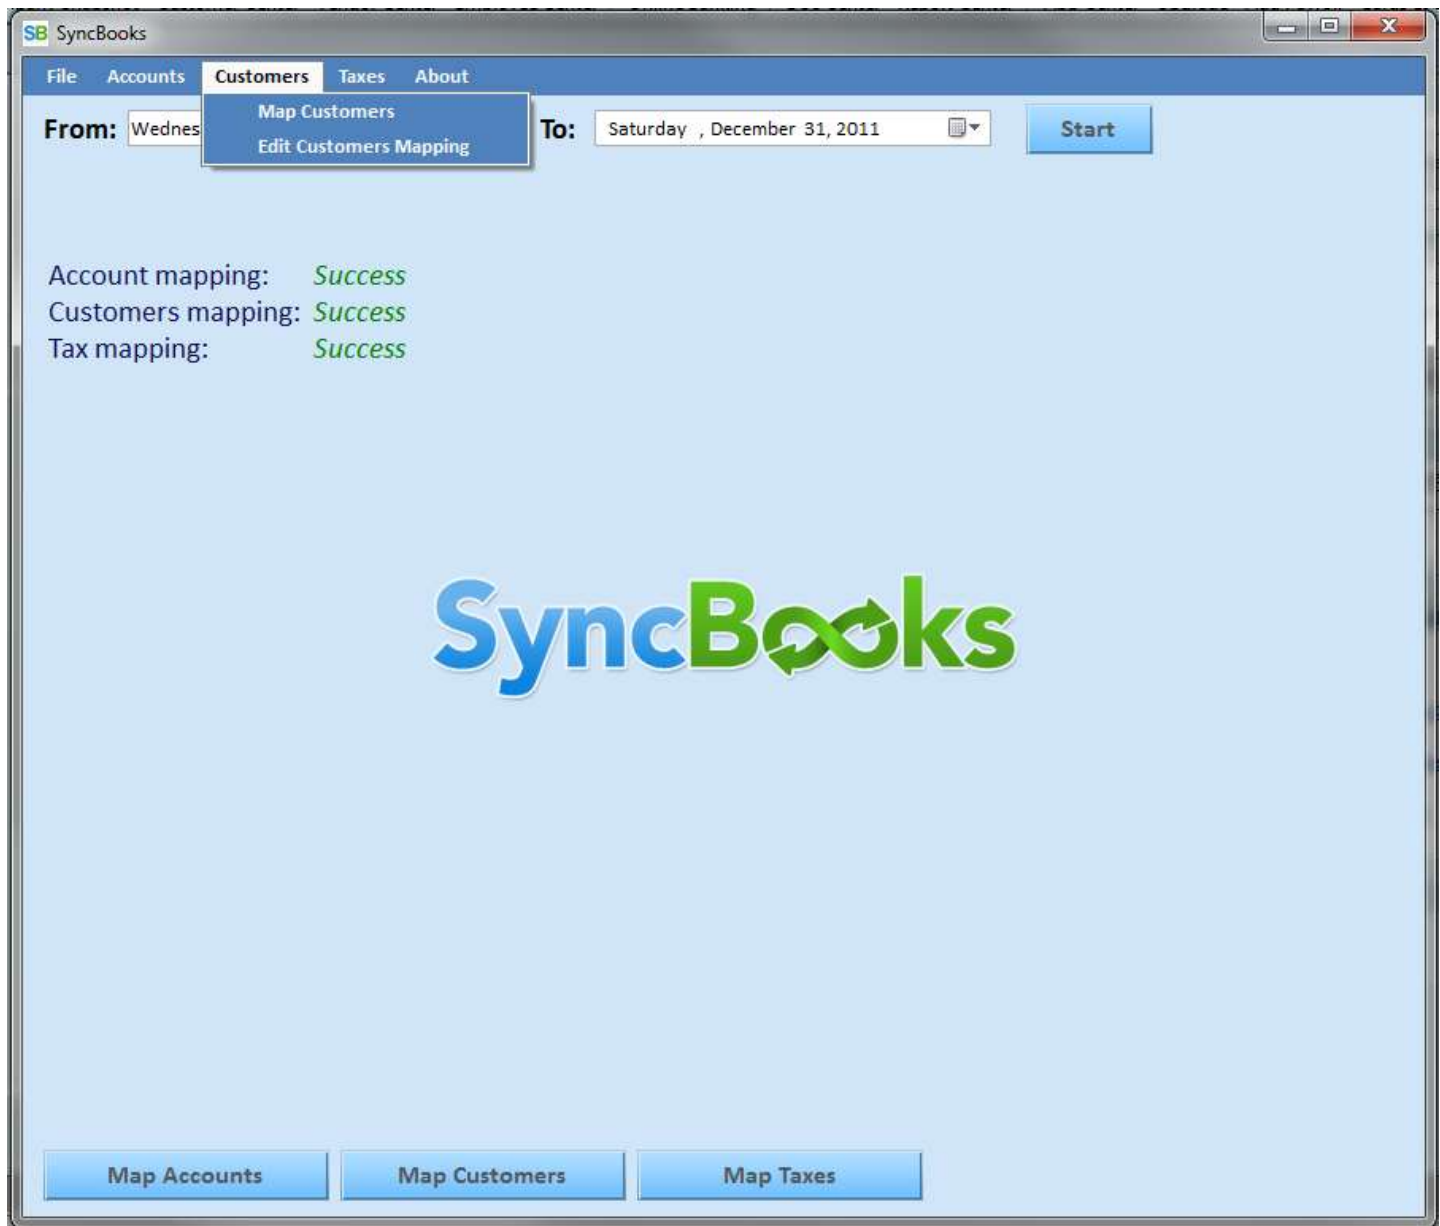 SB SyncBooks
File Accounts Customers Taxes About
Map Customers
Edit Customers Mapping
From: Wednes To: Saturday , December 31, 2011 Start
Account mapping: Success
Customers mapping: Success
Tax mapping: Success
SyncBooks
Map Accounts Map Customers Map Taxes